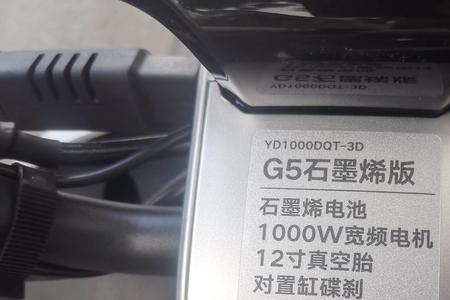 YD1000DQT-3D
G5石墨烯版
石墨烯电池
1000W宽频电机
12寸真空胎
对置缸碟刹